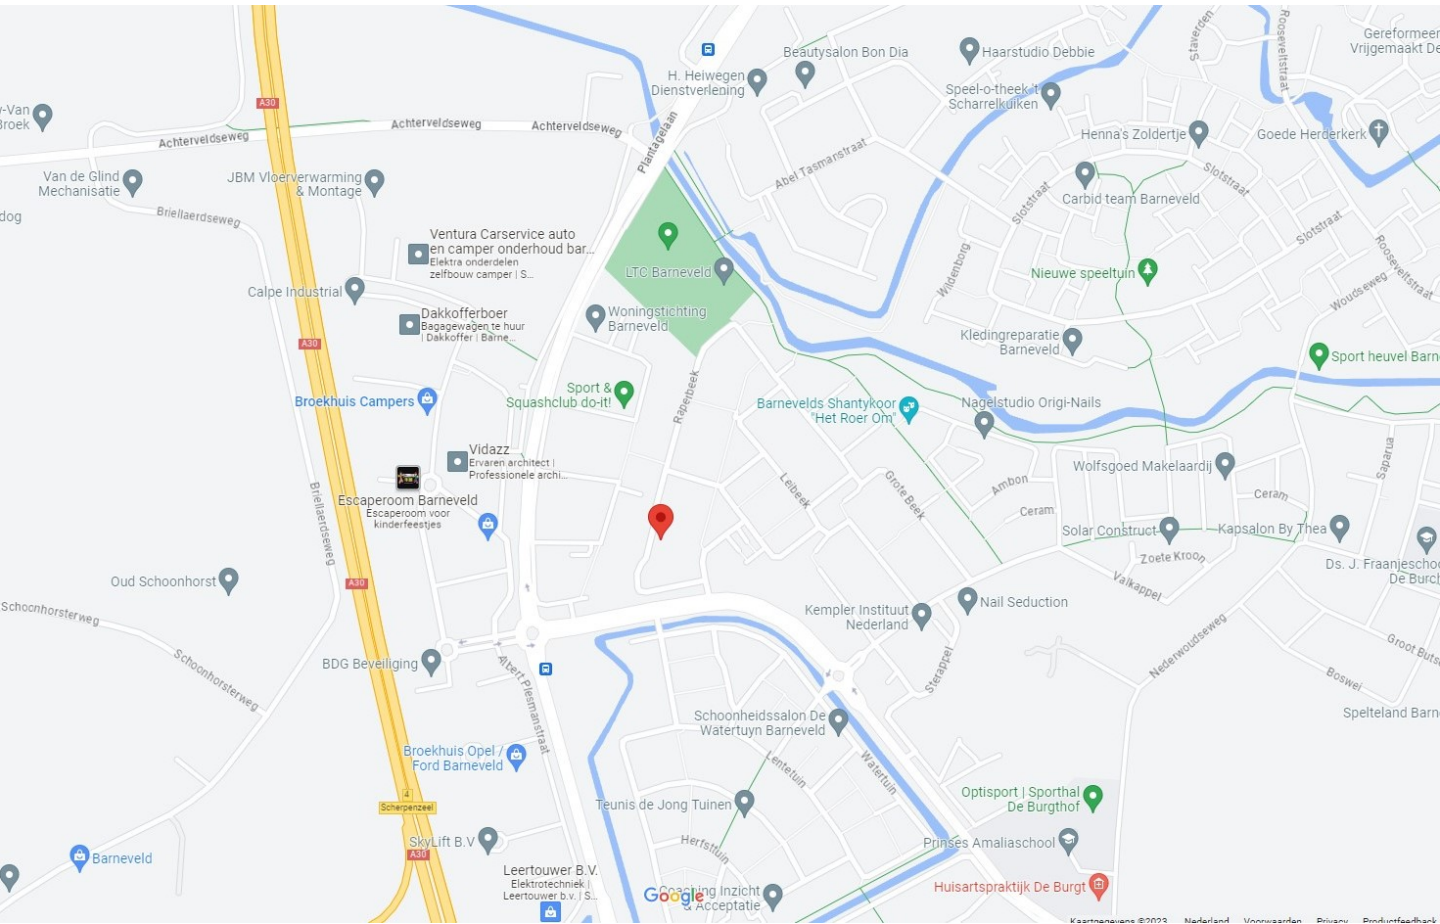 Beautysalon Bon Dia
Haarstudio Debbie
Staverden
Rooseveltstraat
Gereformeer
Vrijgemaakt De
H. Heiwegen
Dienstverlening
Speel-o-theek 't
Scharrelkuiken
A30
-Van
Broek
Achterveldseweg
Achterveldseweg
Achterveldseweg
Plantagelaan
Henna's Zoldertje
Goede Herderkerk
Abel Tasmanstraat
Van de Glind
Mechanisatie
JBM Vloerverwarming
& Montage
Slotstraat
Slotstraat
Carbid team Barneveld
dog
Briellaerdseweg
Slotstraat
Ventura Carservice auto
en camper onderhoud bar...
Elektra onderdelen
zelfbouw camper | S...
LTC Barneveld
Wildenborg
Nieuwe speeltuin
Rooseveltstraat
Woudseweg
Calpe Industrial
Dakkofferboer
Bagagewagen te huur
| Dakkoffer | Barne...
Woningstichting
Barneveld
Kledingreparatie
Barneveld
A30
Sport heuvel Barn
Sport &
Squashclub do-it!
Raperbeek
Broekhuis Campers
Barnevelds Shantykoor
"Het Roer Om"
Nagelstudio Origi-Nails
Vidazz
Ervaren architect |
Professionele archi...
Wolfsgoed Makelaardij
Saparua
Leibeek
Grote Beek
Ambon
Ceram
Ceram
Escaperoom Barneveld
Escaperoom voor
kinderfeestjes
Briellaerdseweg
Solar Construct
Kapsalon By Thea
Zoete Kroon
Valkappel
Ds. J. Fraanjeschoo
De Burch
Oud Schoonhorst
A30
Schoonhorsterweg
Kempler Instituut
Nederland
Nail Seduction
Nederwoudseweg
Groot Buts
Boswei
BDG Beveiliging
Schoonhorsterweg
Albert Plesmanstraat
Sterappel
Schoonheidssalon De
Watertuyn Barneveld
Spelteland Barn
Broekhuis Opel /
Ford Barneveld
Lentetuin
Watertuin
4
Scherpenzeel
Teunis de Jong Tuinen
Optisport | Sporthal
De Burgthof
SkyLift B.V
A30
Herfsttuin
Prinses Amaliaschool
Barneveld
Leertouwer B.V.
Elektrotechniek |
Leertouwer b.v. | S...
Google
Coaching Inzicht
& Acceptatie
Huisartspraktijk De Burgt
Kaartgegevens ©2023 Nederland Voorwaarden Privacy Productfeedback